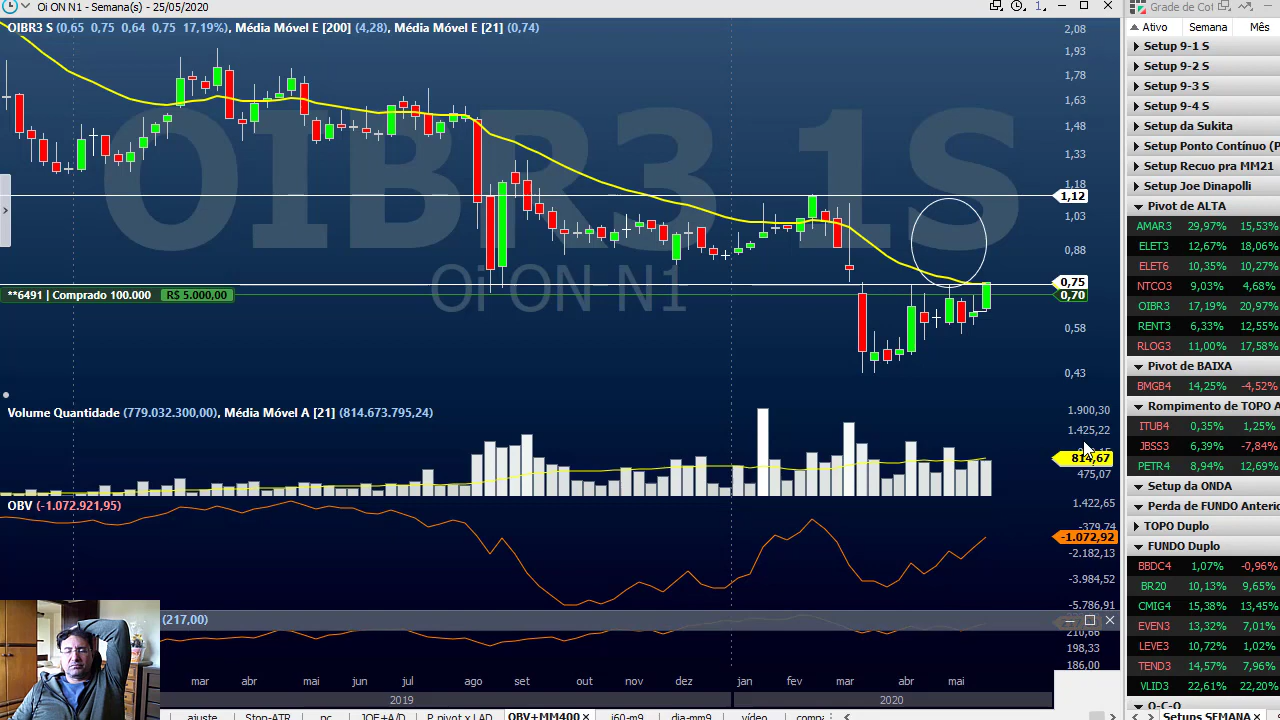 Oi ON N1 - Semana(s) - 25/05/2020
OIBR3 S (0,65 0,75 0,64 0,75 17,19%), Média Móvel E [200] (4,28), Média Móvel E [21] (0,74)
OIBR3 1S
Oi ON N1
2,08
1,93
1,78
1,63
1,48
1,33
1,18
1,12
1,03
0,88
0,75
0,70
0,58
0,43
**6491 | Comprado 100.000 R$ 5.000,00
Volume Quantidade (779.032.300,00), Média Móvel A [21] (814.673.795,24)
1.900,30
1.425,22
814,67
475,07
OBV (-1.072.921,95)
1.422,65
-379,74
-1.072,92
-2.182,13
-3.984,52
-5.786,91
(217,00)
210,66
198,33
186,00
mar abr mai jun jul ago set out nov dez fev mar abr mai
2019 2020
ajuste Stop-ATR pc JOE+A/D P. pivot x LAD OBV+MM400 i60-m9 dia-mm9 vídeo comp
Grade de Cot
Ativo Semana Mês
Setup 9-1 S
Setup 9-2 S
Setup 9-3 S
Setup 9-4 S
Setup da Sukita
Setup Ponto Contínuo (P
Setup Recuo pra MM21
Setup Joe Dinapolli
Pivot de ALTA
AMAR3 29,97% 15,53%
ELET3 12,67% 18,06%
ELET6 10,35% 10,27%
NTCO3 9,03% 4,68%
OIBR3 17,19% 20,97%
RENT3 6,33% 12,55%
RLOG3 11,00% 17,58%
Pivot de BAIXA
BMGB4 14,25% -4,52%
Rompimento de TOPO A
ITUB4 0,35% 1,25%
JBSS3 6,39% -7,84%
PETR4 8,94% 12,69%
Setup da ONDA
Perda de FUNDO Anterio
TOPO Duplo
FUNDO Duplo
BBDC4 1,07% -0,96%
BR20 10,13% 9,65%
CMIG4 15,38% 13,45%
EVEN3 13,32% 7,01%
LEVE3 10,72% 1,02%
TEND3 14,57% 7,96%
VLID3 22,61% 22,20%
O-C-O
Setups SEMANA